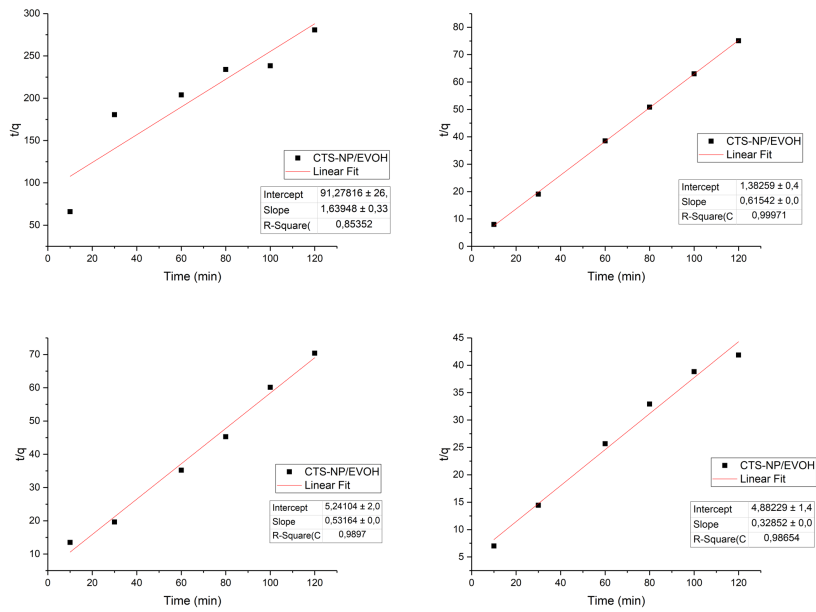 300
250
200
150
100
50
t/q
CTS-NP/EVOH
Linear Fit
Intercept 91,27816 ± 26,
Slope 1,63948 ± 0,33
R-Square( 0,85352
0 20 40 60 80 100 120
Time (min)
80
70
60
50
40
30
20
10
0
t/q
CTS-NP/EVOH
Linear Fit
Intercept 1,38259 ± 0,4
Slope 0,61542 ± 0,0
R-Square(C 0,99971
0 20 40 60 80 100 120
Time (min)
70
60
50
40
30
20
10
t/q
CTS-NP/EVOH
Linear Fit
Intercept 5,24104 ± 2,0
Slope 0,53164 ± 0,0
R-Square(C 0,9897
0 20 40 60 80 100 120
Time (min)
45
40
35
30
25
20
15
10
5
t/q
CTS-NP/EVOH
Linear Fit
Intercept 4,88229 ± 1,4
Slope 0,32852 ± 0,0
R-Square(C 0,98654
0 20 40 60 80 100 120
Time (min)